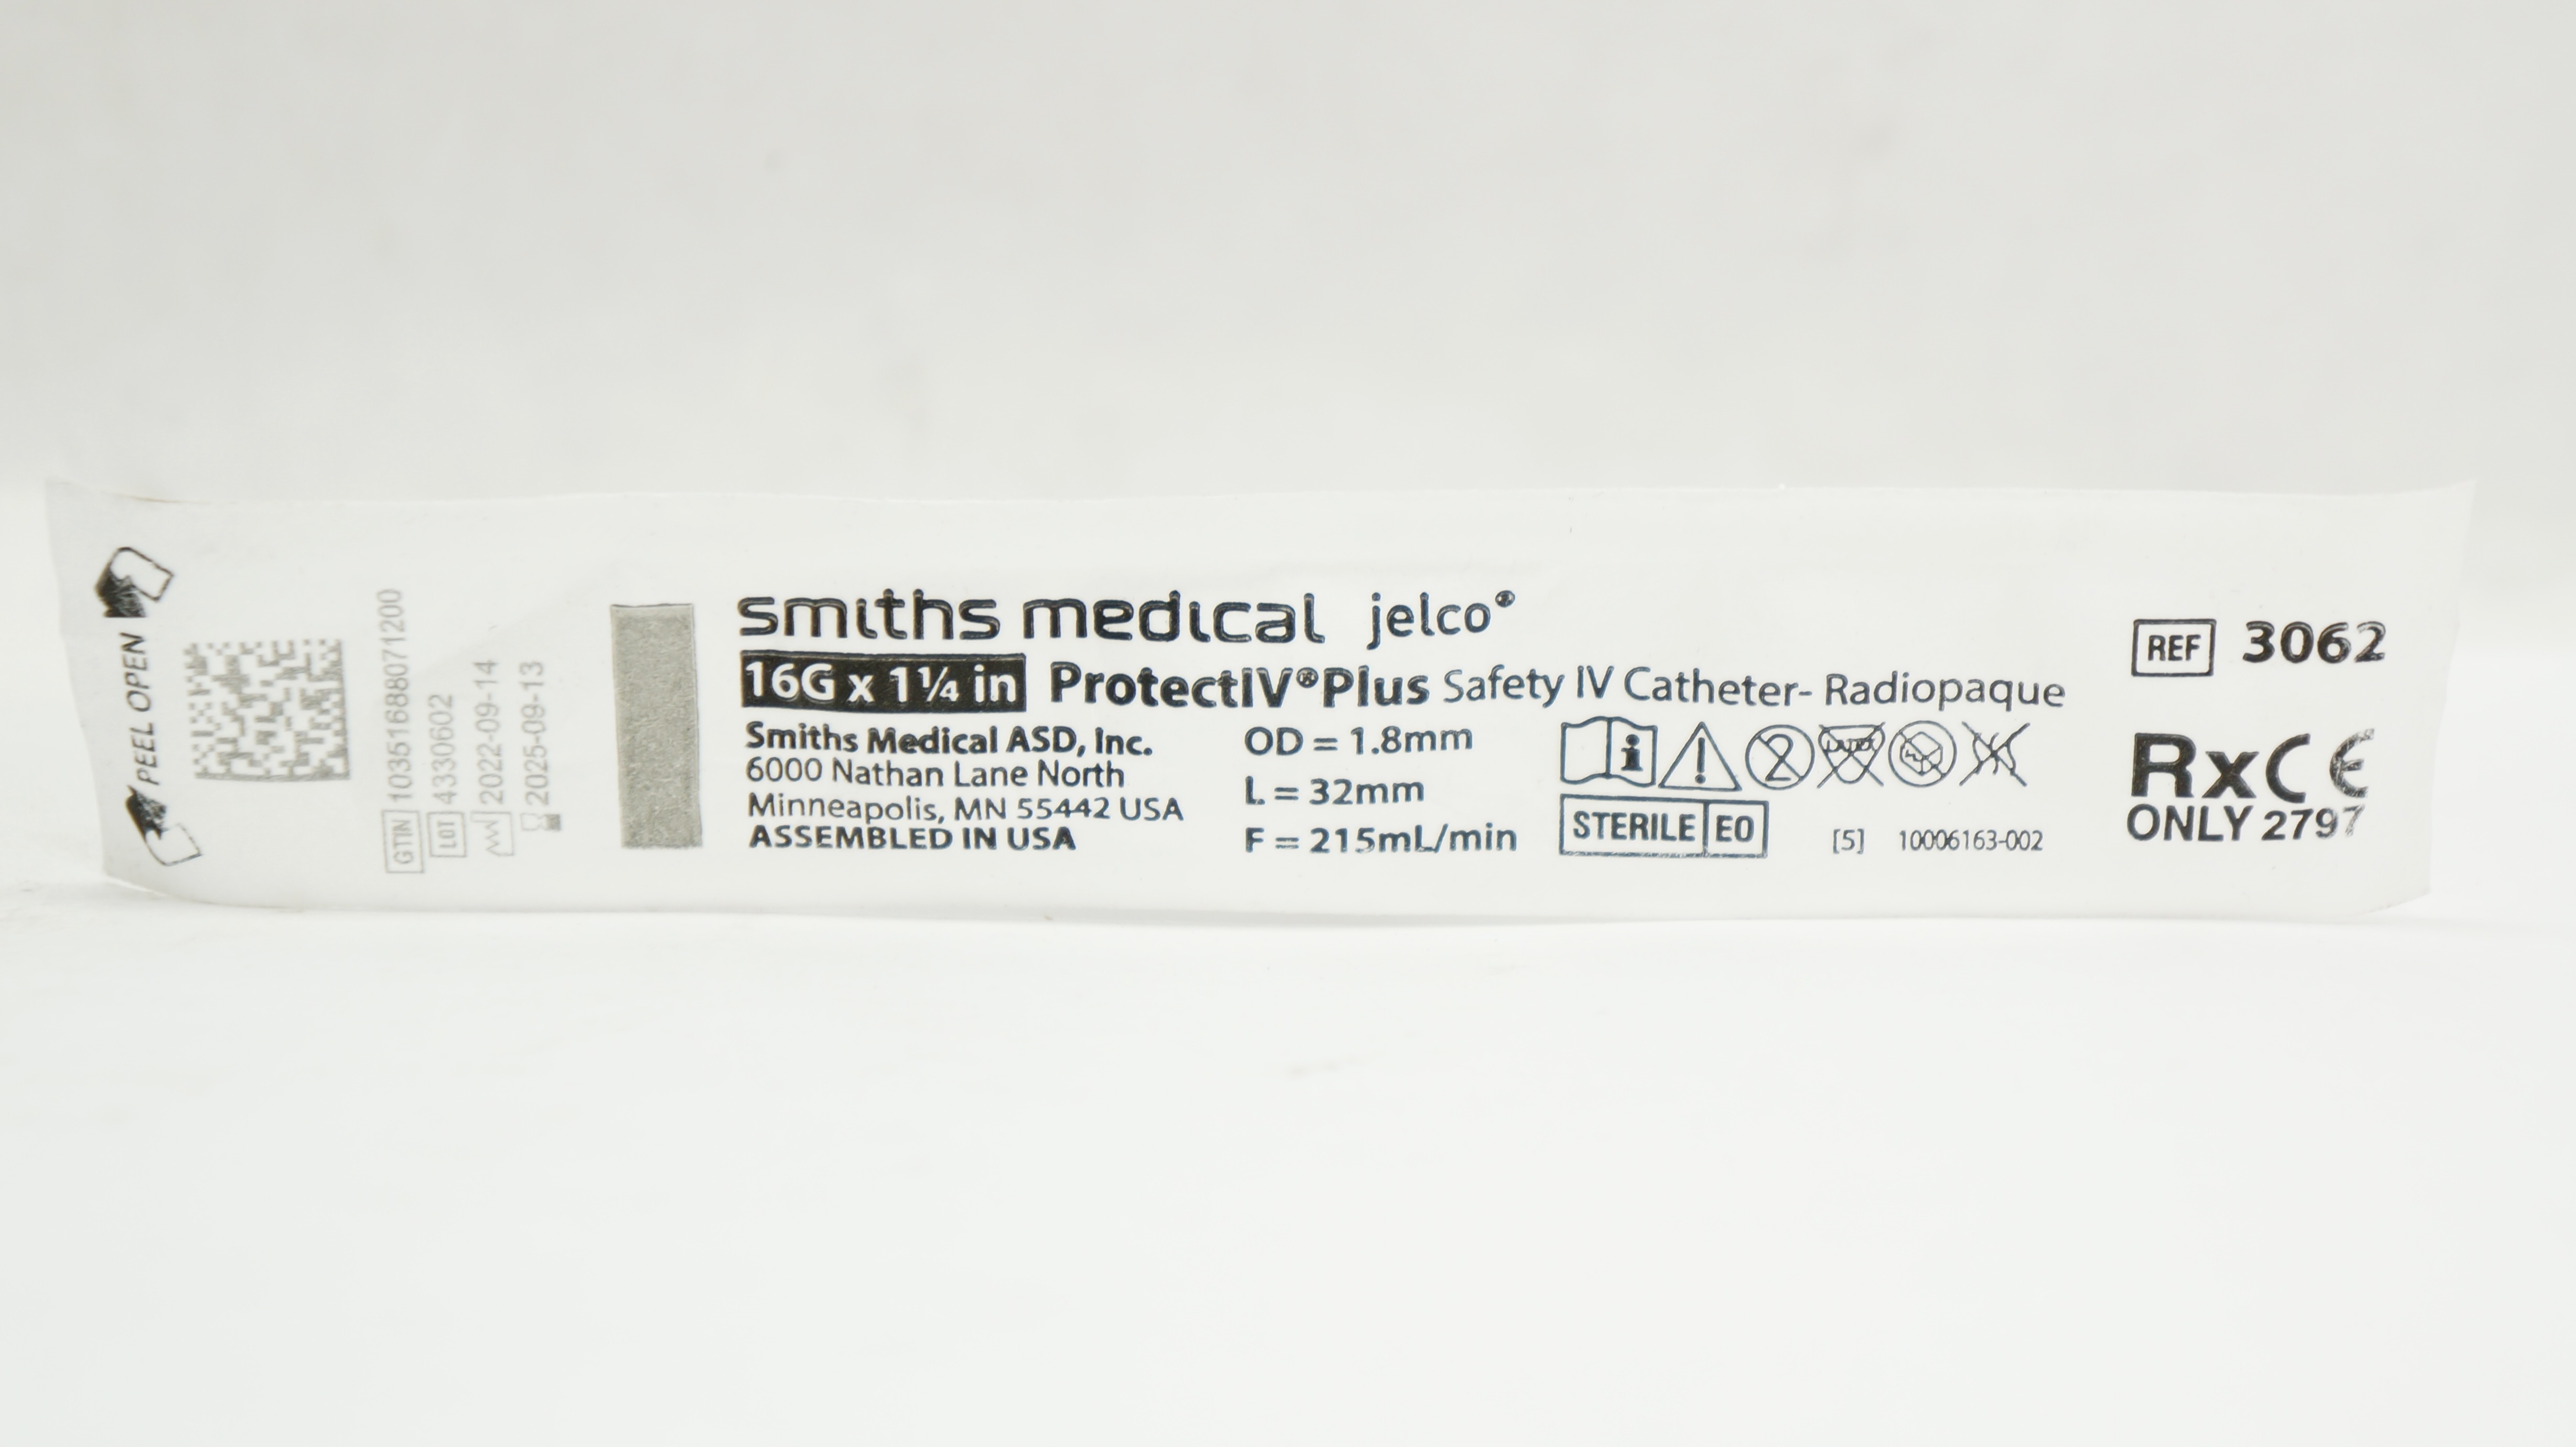 PEEL OPEN
GTIN 10351688071200
LOT 4330602
2022-09-14
2025-09-13
smiths medical jelco®
16G x 1¼ in ProtectIV® Plus Safety IV Catheter- Radiopaque
Smiths Medical ASD, Inc.
6000 Nathan Lane North
Minneapolis, MN 55442 USA
ASSEMBLED IN USA
OD = 1.8mm
L = 32mm
F = 215mL/min
2
STERILE EO
[5] 10006163-002
REF 3062
Rx CE
ONLY 2797